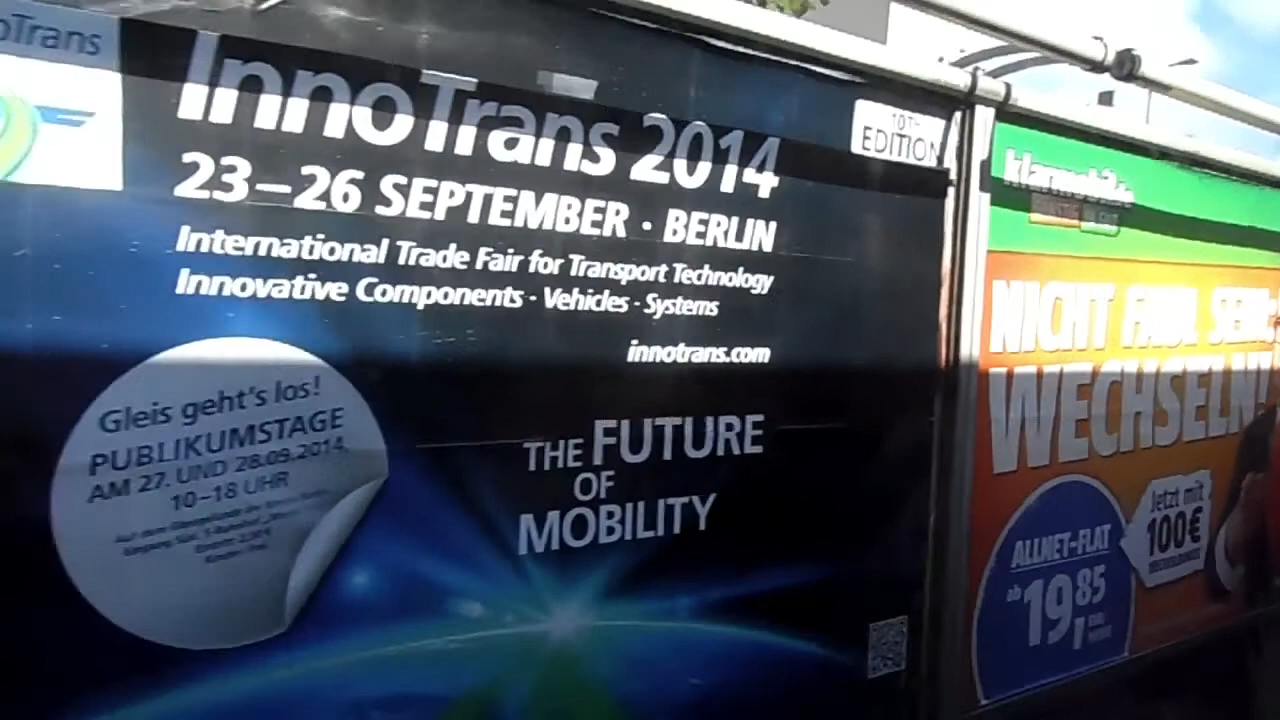 oTrans
InnoTrans 2014
10TH
EDITION
23–26 SEPTEMBER · BERLIN
International Trade Fair for Transport Technology
Innovative Components · Vehicles · Systems
innotrans.com
Gleis geht's los!
PUBLIKUMSTAGE
AM 27. UND 28.09.2014,
10–18 UHR
THE FUTURE
OF
MOBILITY
klarmobil.de
NICHT FAUL SEIN:
WECHSELN!
Jetzt mit
100€
ALLNET-FLAT
ab 19,85